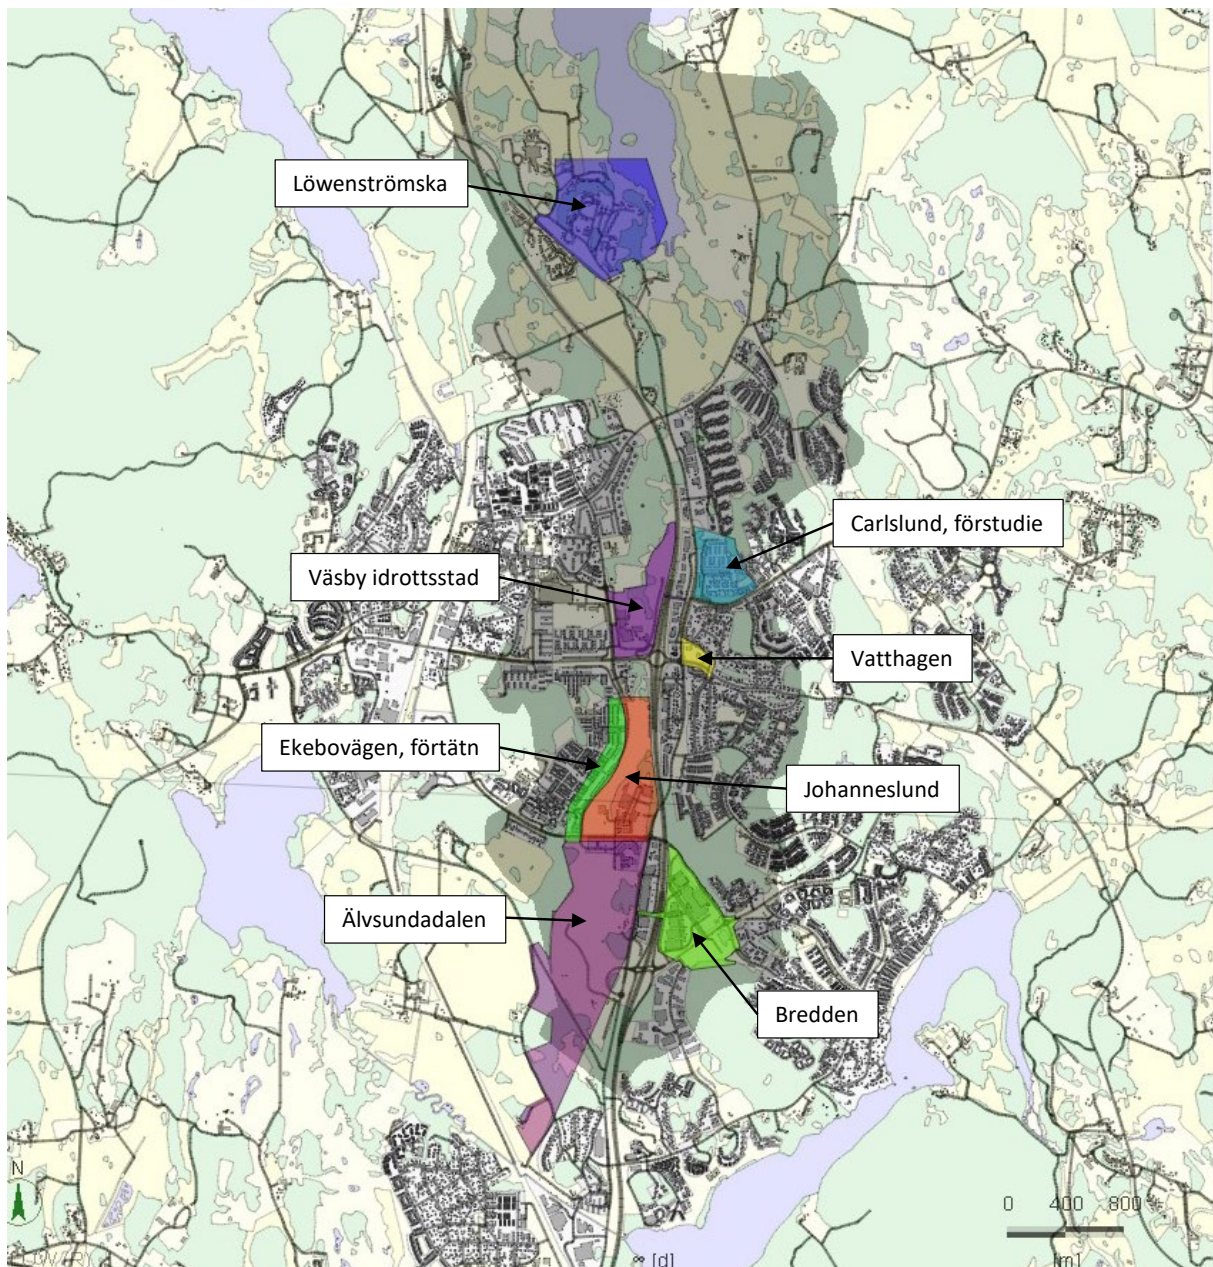 Löwenströmska
Carlslund, förstudie
Väsby idrottsstad
Vatthagen
Ekebovägen, förtätn
Johanneslund
Älvsundadalen
Bredden
N
0 400 800
[m]
[d]